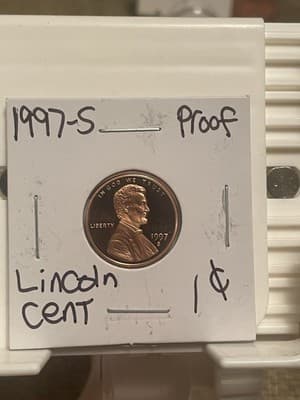 1997-S Proof
IN GOD WE TRUST
LIBERTY 1997
S
Lincoln
CENT 1¢